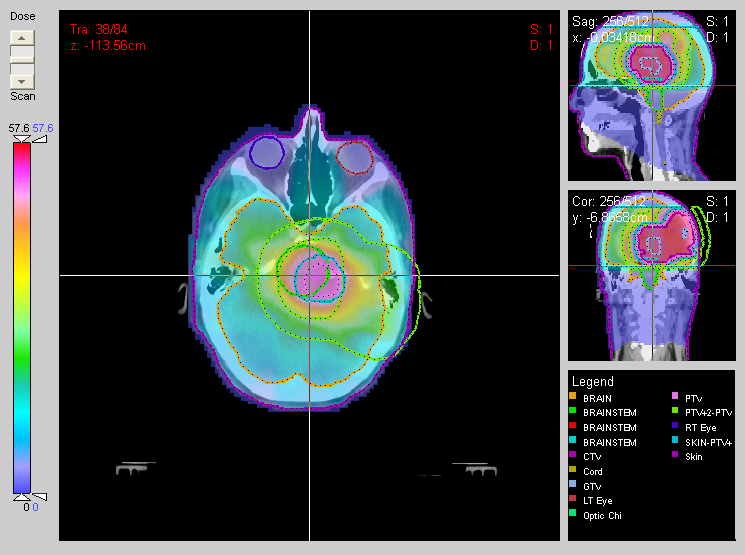 Dose
Scan
57.6 57.6
0 0
Tra: 38/84
z: -113.56cm
S: 1
D: 1
Sag: 256/512
x: -0.03418cm
S: 1
D: 1
Cor: 256/512
y: -6.8658cm
S: 1
D: 1
Legend
BRAIN
BRAINSTEM
BRAINSTEM
BRAINSTEM
CTv
Cord
GTv
LT Eye
Optic Chi
PTv
PTV+2-PTV
RT Eye
SKIN-PTV+
Skin